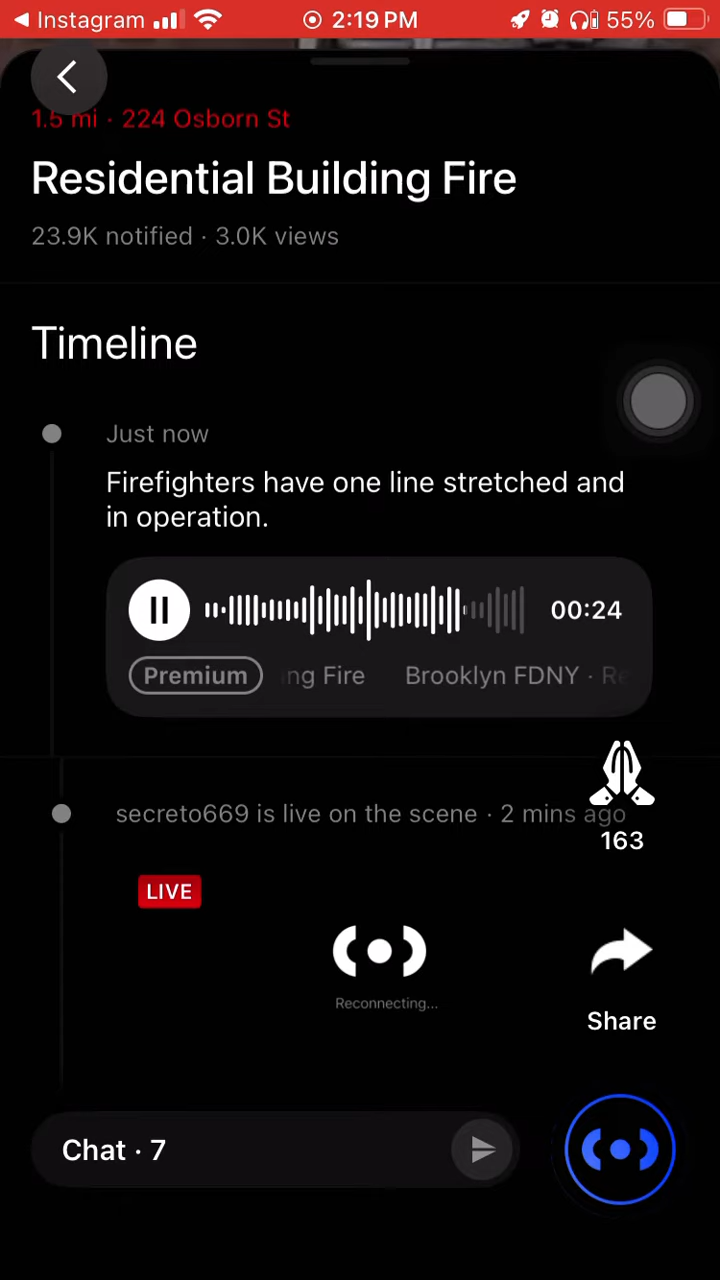 Instagram 2:19 PM 55%
1.5 mi · 224 Osborn St
Residential Building Fire
23.9K notified · 3.0K views
Timeline
Just now
Firefighters have one line stretched and
in operation.
00:24
Premium ng Fire Brooklyn FDNY · Re
secreto669 is live on the scene · 2 mins ago
163
LIVE
Reconnecting...
Share
Chat · 7